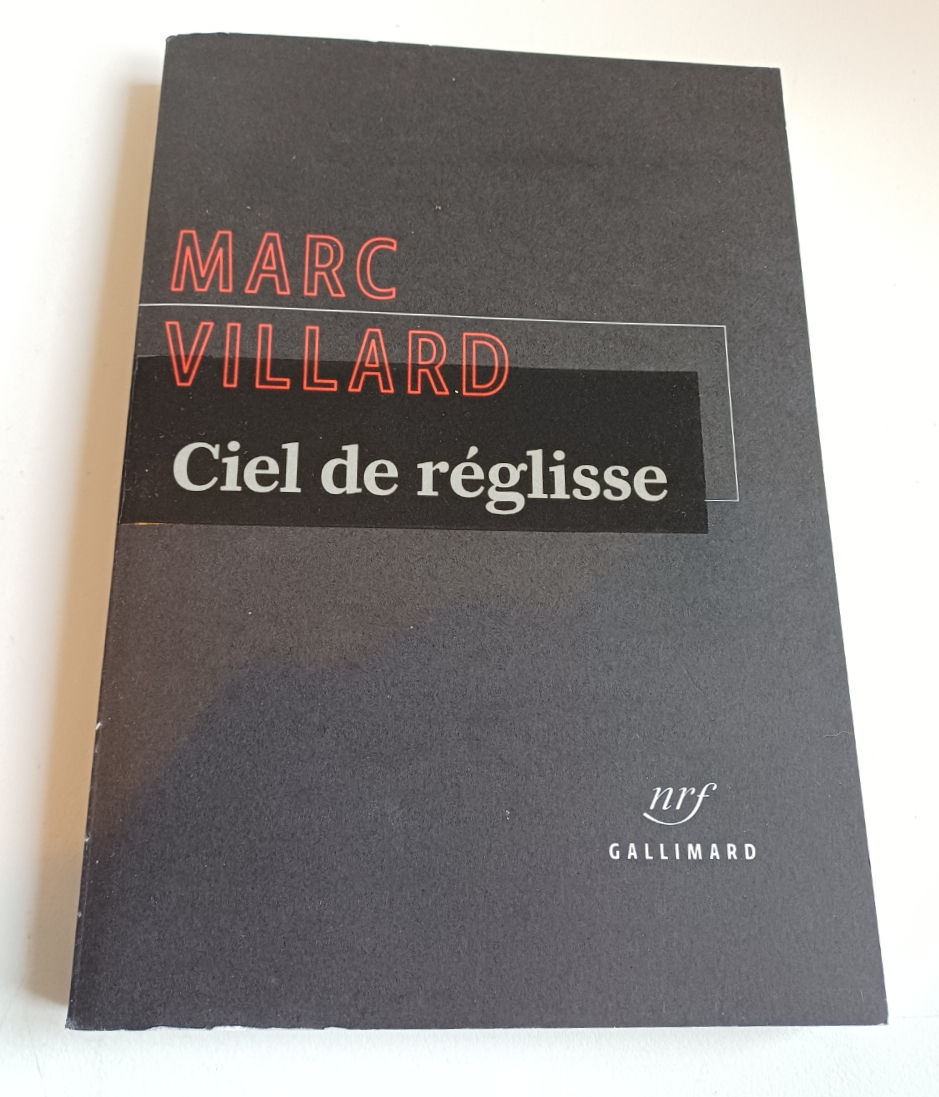 MARC
VILLARD
Ciel de réglisse
nrf
GALLIMARD